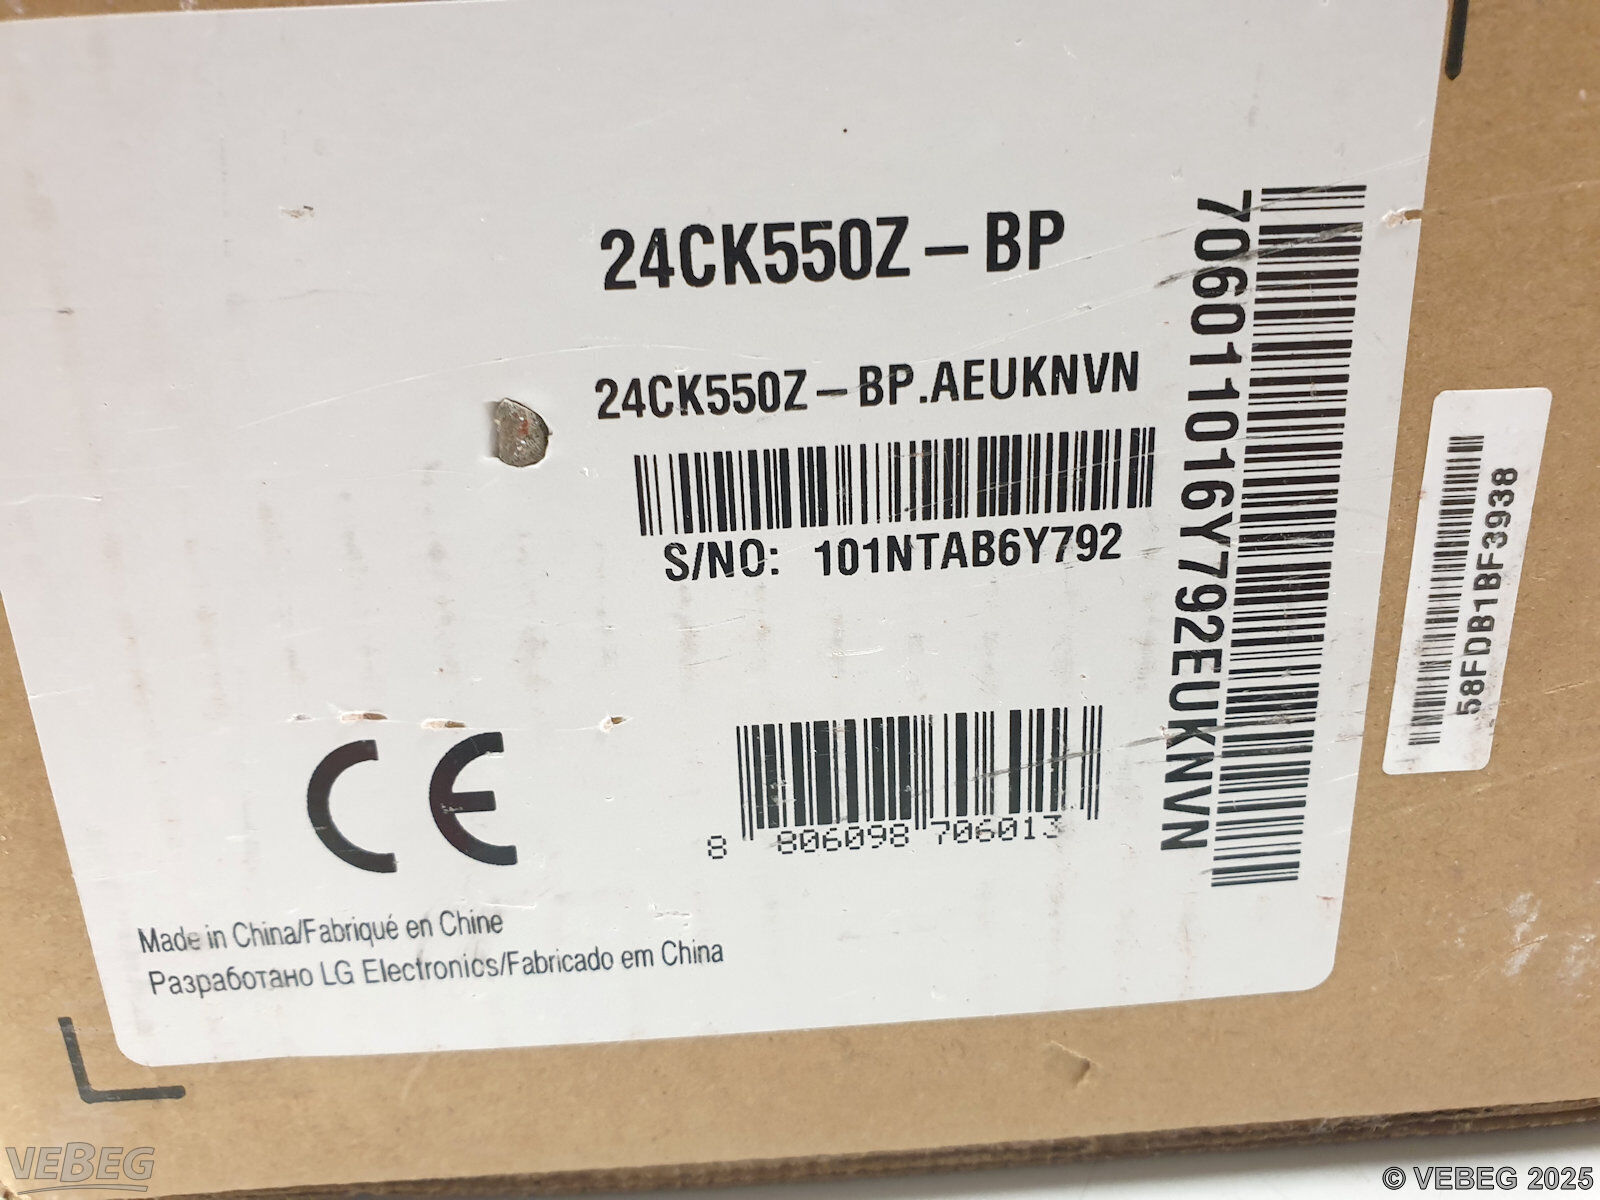 24CK550Z-BP
24CK550Z-BP.AEUKNVN
S/NO: 101NTAB6Y792
706011016Y792EUKNVN
58FDB1BF3938
CE
8 806098 706013
Made in China/Fabriqué en Chine
Разработано LG Electronics/Fabricado em China
VEBEG
© VEBEG 2025